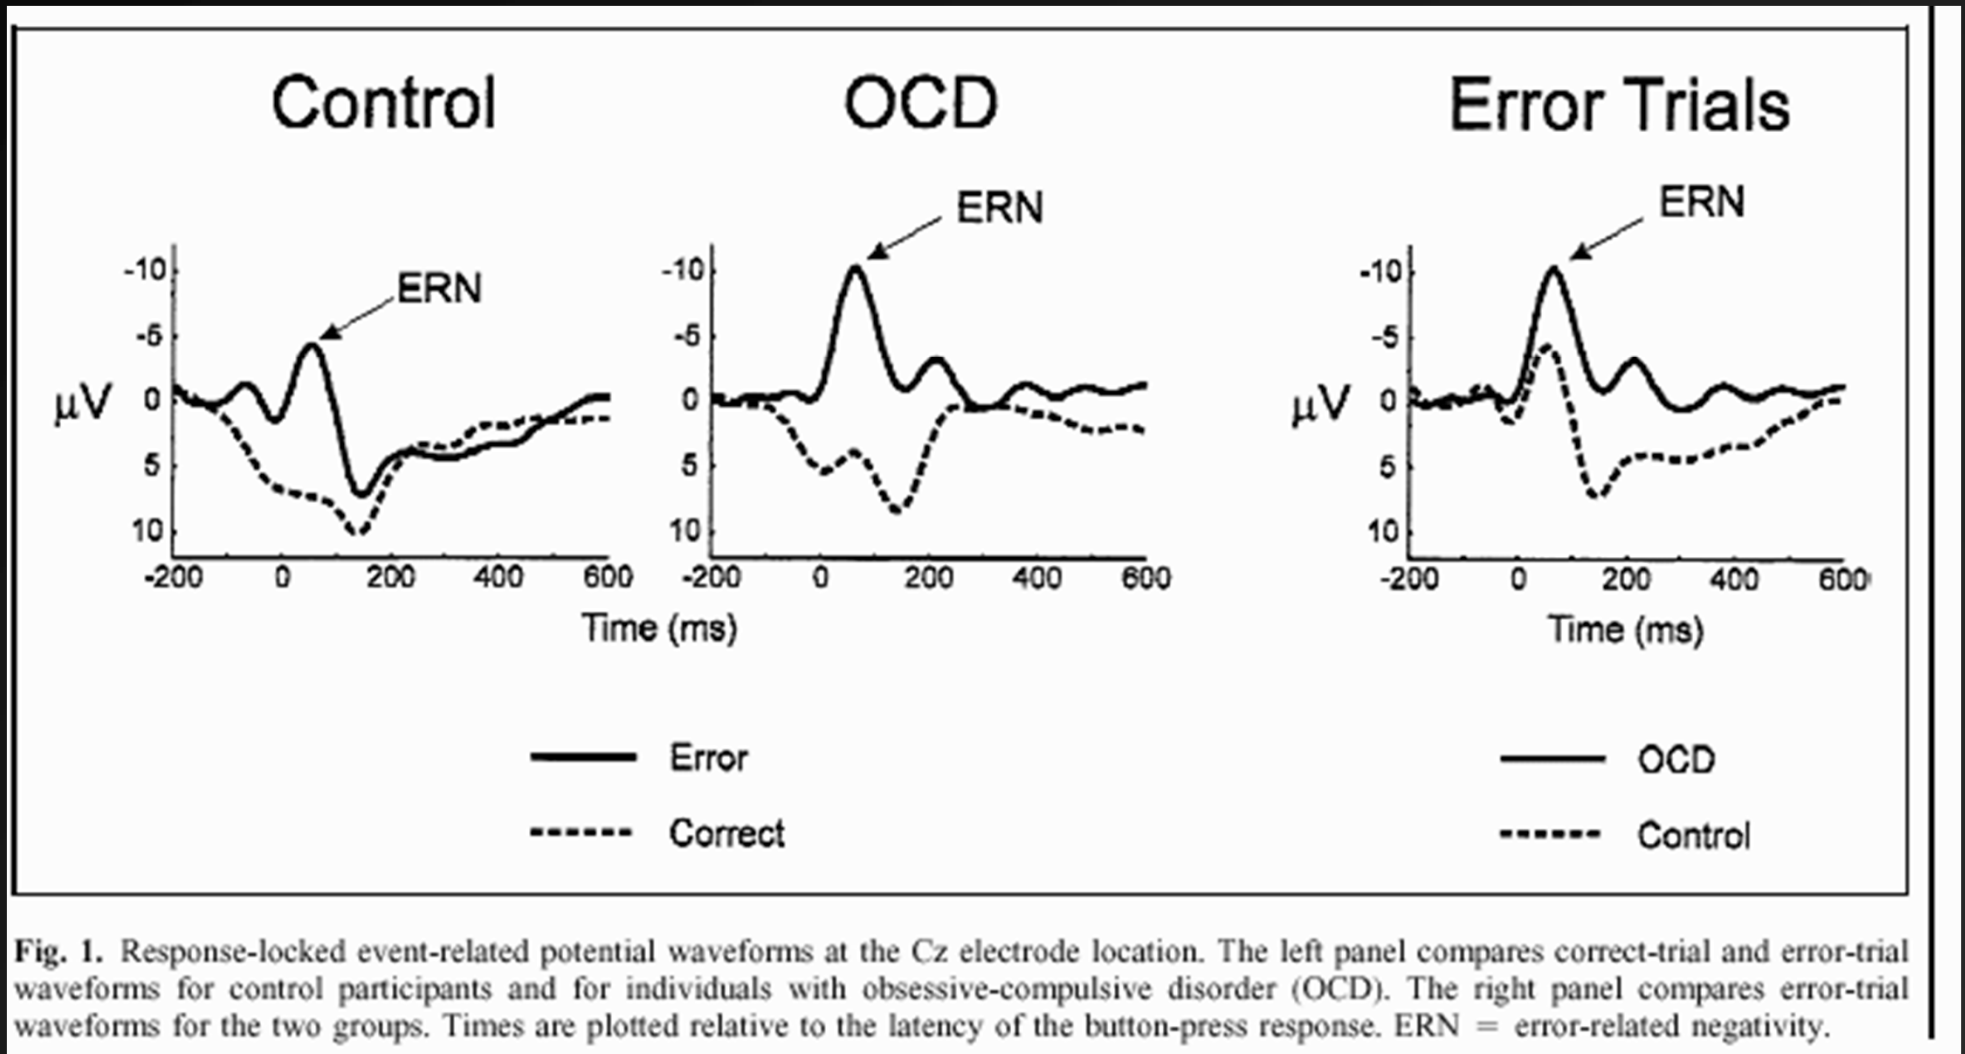 Control
OCD
Error Trials
ERN
ERN
ERN
-10
-5
0
5
10
μV
-200 0 200 400 600
-10
-5
0
5
10
-200 0 200 400 600
Time (ms)
-10
-5
0
5
10
μV
-200 0 200 400 600
Time (ms)
Error
Correct
OCD
Control
Fig. 1. Response-locked event-related potential waveforms at the Cz electrode location. The left panel compares correct-trial and error-trial
waveforms for control participants and for individuals with obsessive-compulsive disorder (OCD). The right panel compares error-trial
waveforms for the two groups. Times are plotted relative to the latency of the button-press response. ERN = error-related negativity.